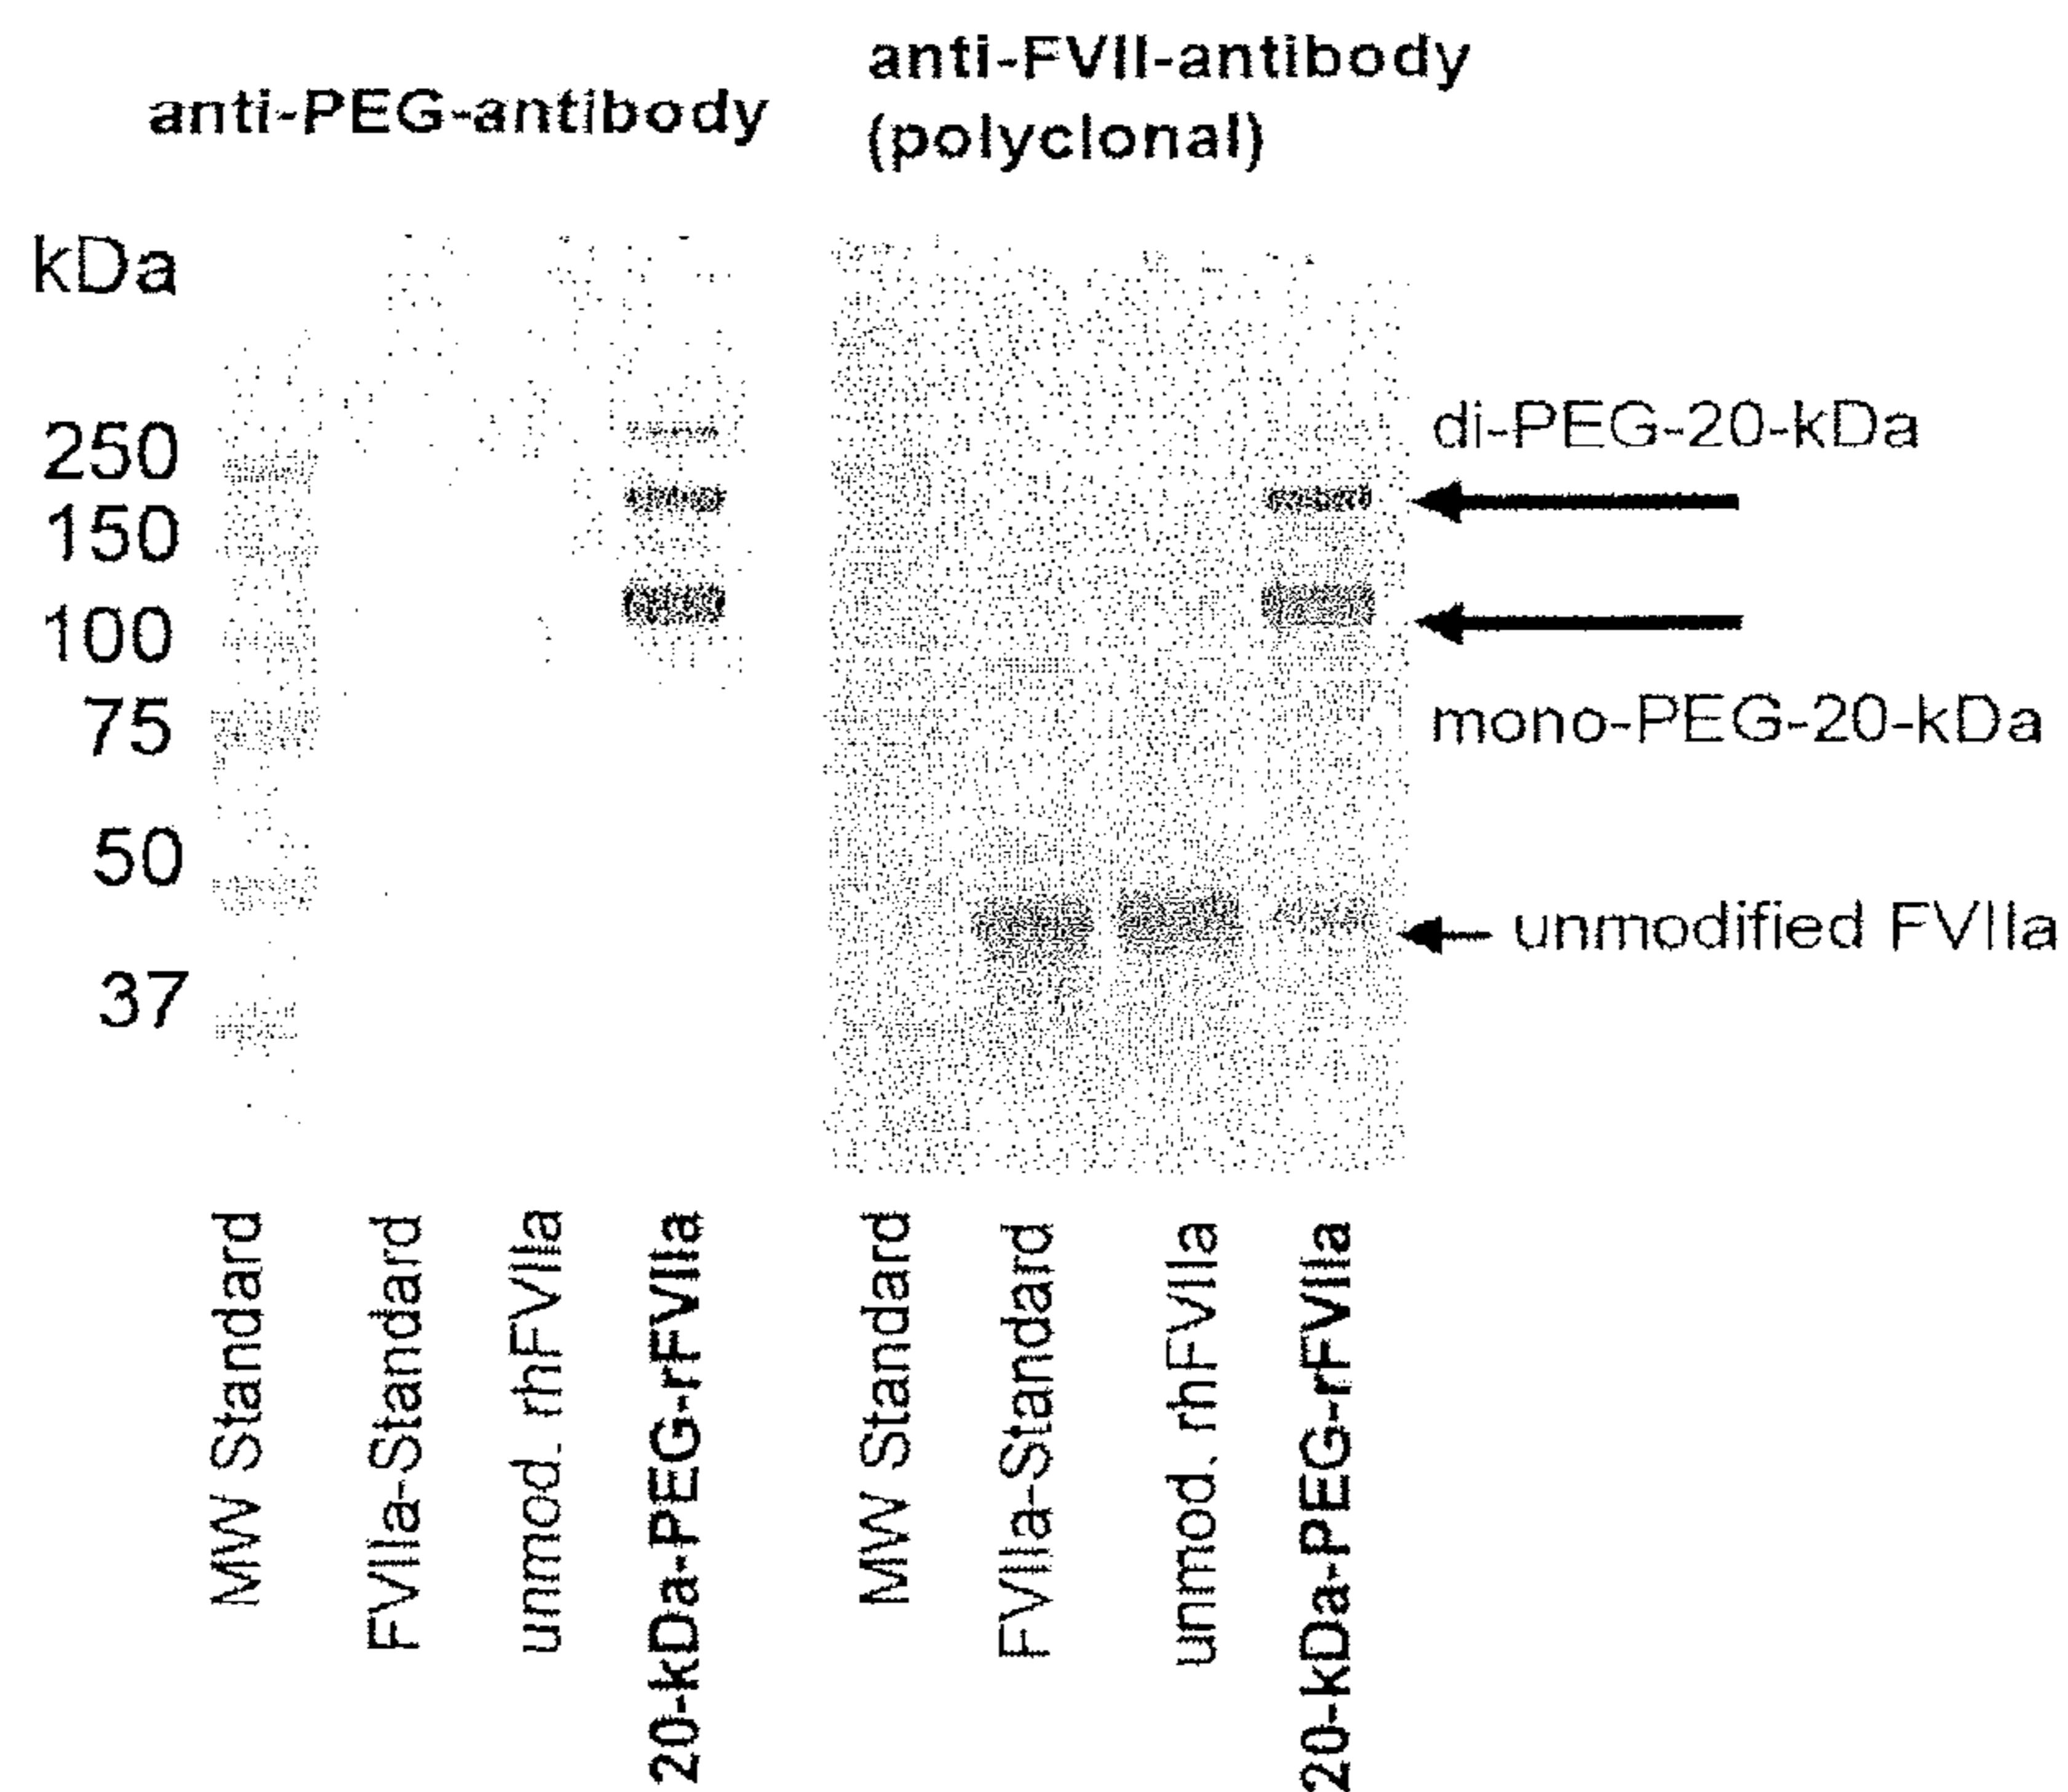 anti-PEG-antibody
anti-FVII-antibody
(polyclonal)
kDa
250
150
100
75
50
37
di-PEG-20-kDa
mono-PEG-20-kDa
unmodified FVIIa
MW Standard
FVIIa-Standard
unmod. rhFVIIa
20-kDa-PEG-rFVIIa
MW Standard
FVIIa-Standard
unmod. rhFVIIa
20-kDa-PEG-rFVIIa